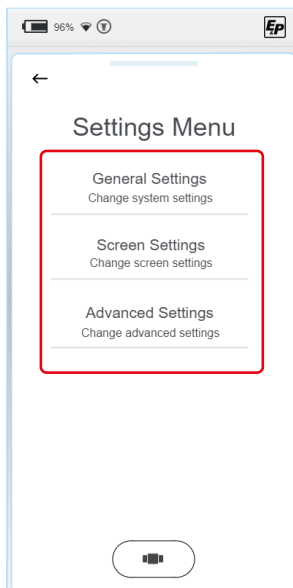 96%
EP
Settings Menu
General Settings
Change system settings
Screen Settings
Change screen settings
Advanced Settings
Change advanced settings